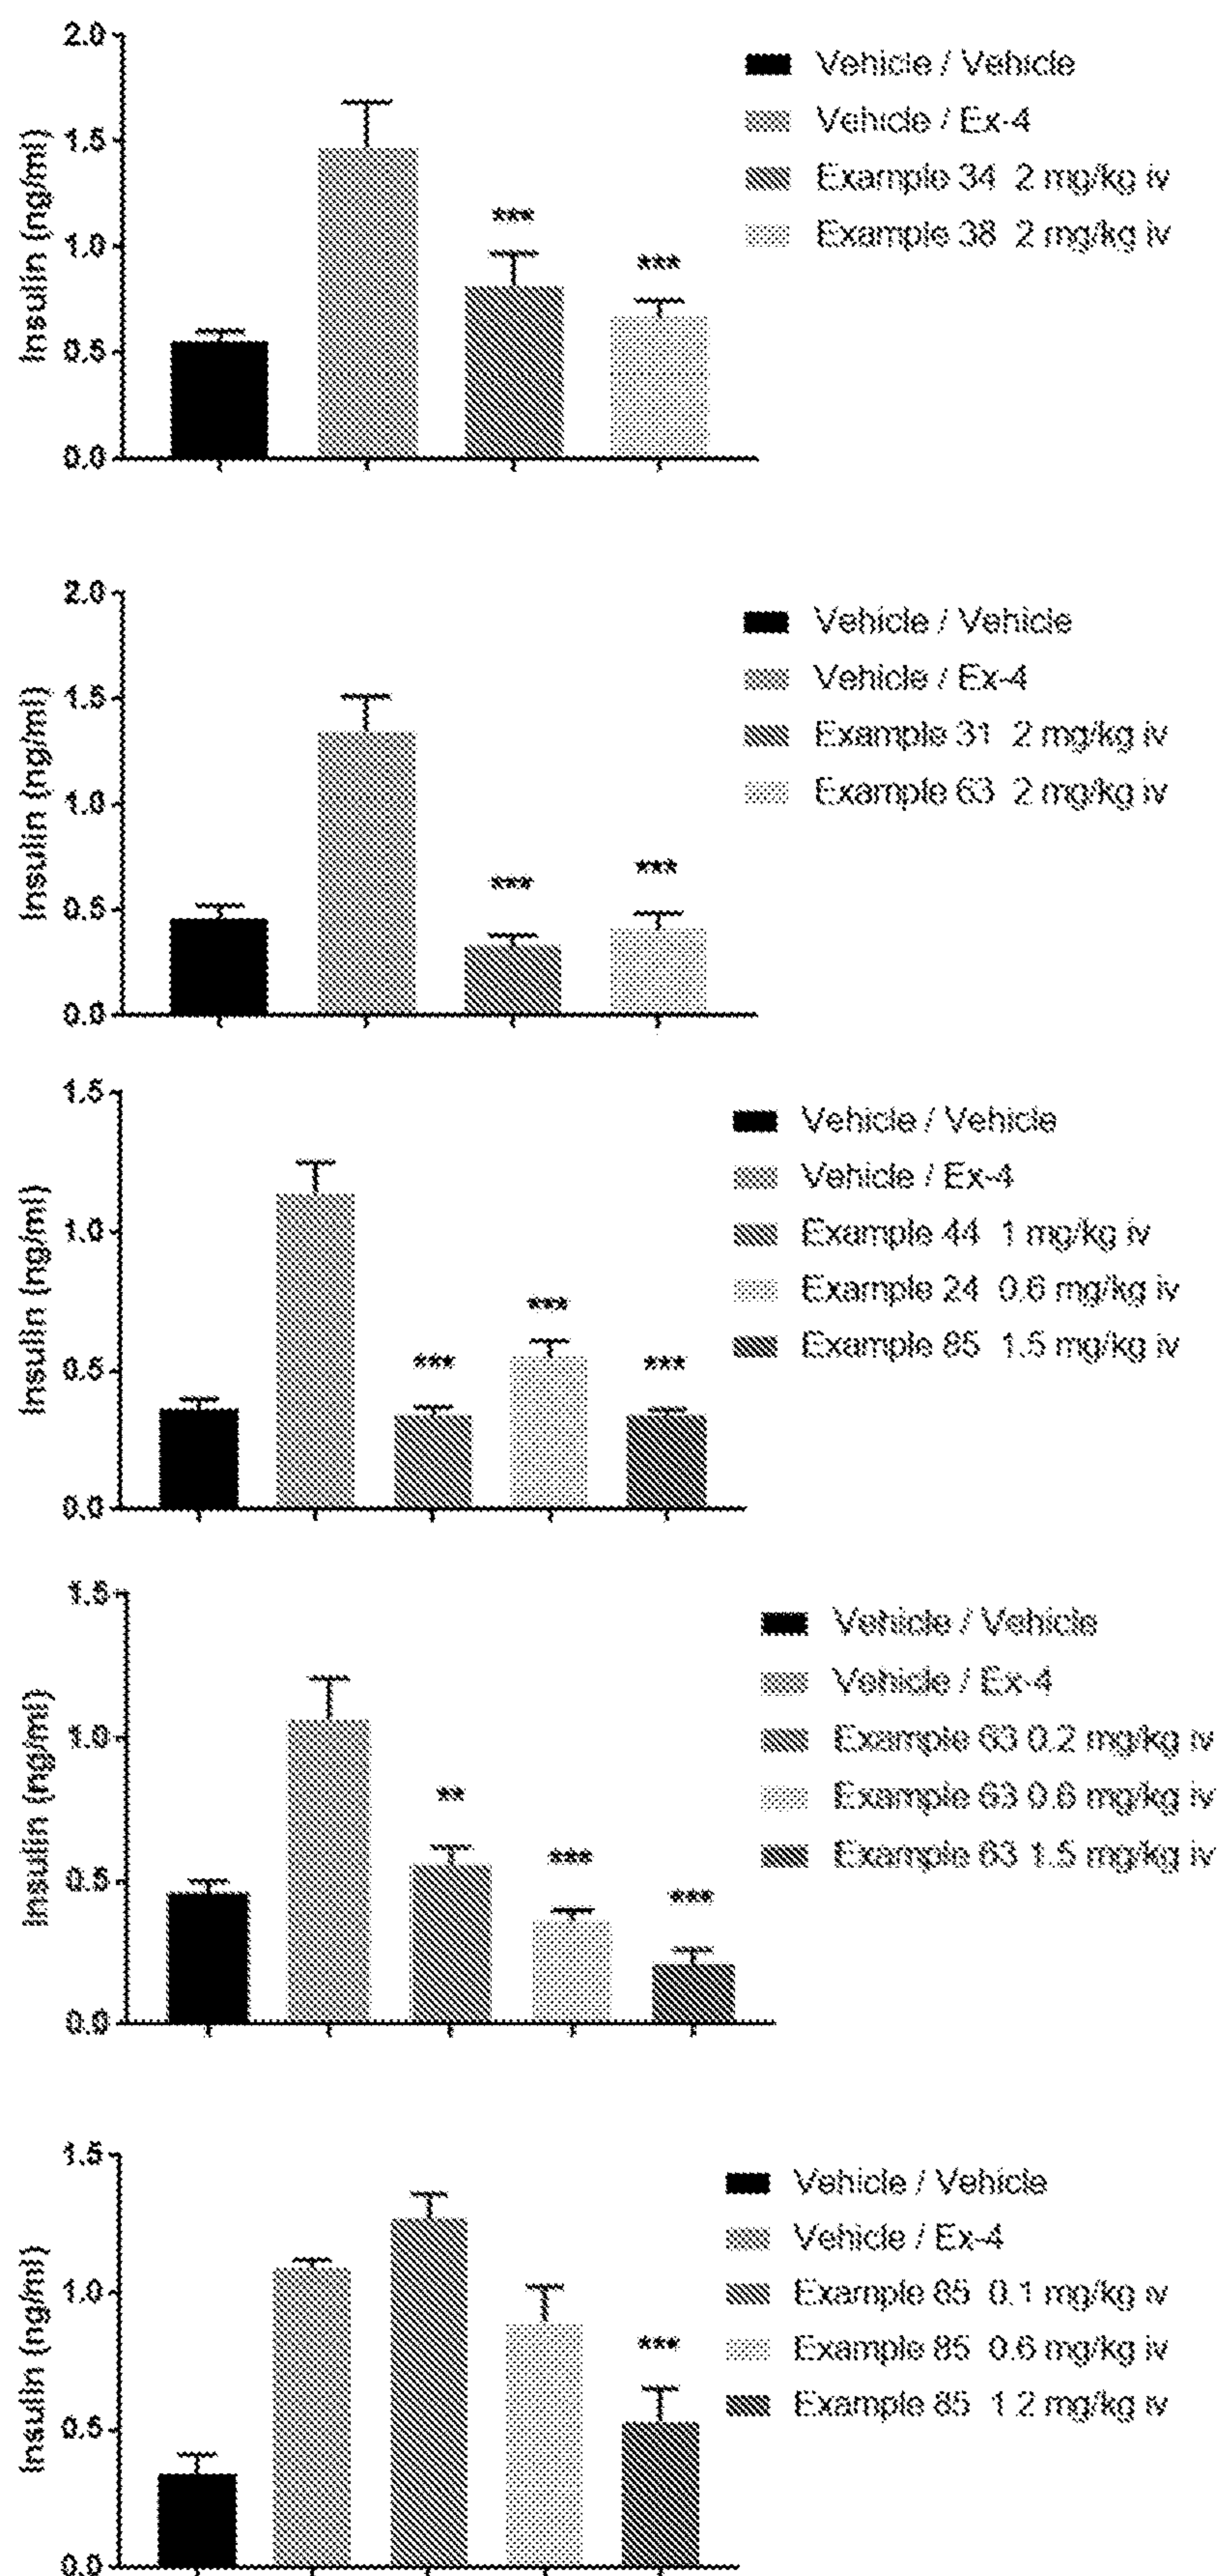 2.0
1.5
1.0
0.5
0.0
Insulin (ng/ml)
***
***
Vehicle / Vehicle
Vehicle / Ex-4
Example 34 2 mg/kg iv
Example 38 2 mg/kg iv
2.0
1.5
1.0
0.5
0.0
Insulin (ng/ml)
***
***
Vehicle / Vehicle
Vehicle / Ex-4
Example 31 2 mg/kg iv
Example 63 2 mg/kg iv
1.5
1.0
0.5
0.0
Insulin (ng/ml)
***
***
***
Vehicle / Vehicle
Vehicle / Ex-4
Example 44 1 mg/kg iv
Example 24 0.6 mg/kg iv
Example 85 1.5 mg/kg iv
1.5
1.0
0.5
0.0
Insulin (ng/ml)
**
***
***
Vehicle / Vehicle
Vehicle / Ex-4
Example 63 0.2 mg/kg iv
Example 63 0.6 mg/kg iv
Example 63 1.5 mg/kg iv
1.5
1.0
0.5
0.0
Insulin (ng/ml)
***
Vehicle / Vehicle
Vehicle / Ex-4
Example 85 0.1 mg/kg iv
Example 85 0.6 mg/kg iv
Example 85 1.2 mg/kg iv